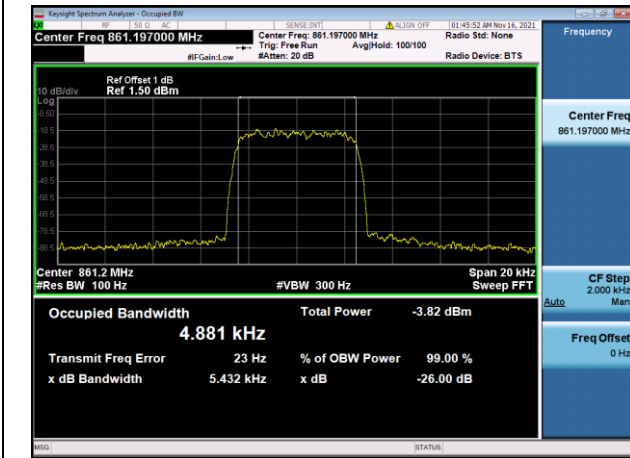 Keysight Spectrum Analyzer - Occupied BW
RF 50 Ω AC SENSE:INT ALIGN OFF 01:45:52 AM Nov 16, 2021
Center Freq 861.197000 MHz
Center Freq: 861.197000 MHz
Radio Std: None
Trig: Free Run Avg|Hold: 100/100
#IFGain:Low #Atten: 20 dB Radio Device: BTS
Frequency
Ref Offset 1 dB
10 dB/div Ref 1.50 dBm
Log
-8.50
-18.5
-28.5
-38.5
-48.5
-58.5
-68.5
-78.5
-88.5
Center 861.2 MHz Span 20 kHz
#Res BW 100 Hz #VBW 300 Hz Sweep FFT
Occupied Bandwidth Total Power -3.82 dBm
4.881 kHz
Transmit Freq Error 23 Hz % of OBW Power 99.00 %
x dB Bandwidth 5.432 kHz x dB -26.00 dB
Center Freq
861.197000 MHz
CF Step
2.000 kHz
Auto Man
Freq Offset
0 Hz
MSG STATUS